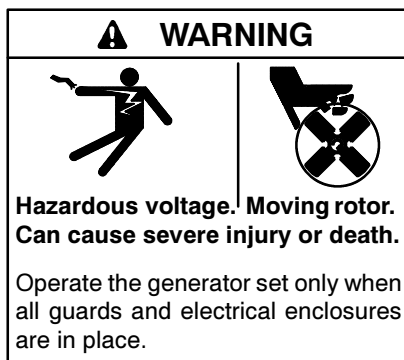 WARNING
Hazardous voltage. Moving rotor.
Can cause severe injury or death.
Operate the generator set only when
all guards and electrical enclosures
are in place.